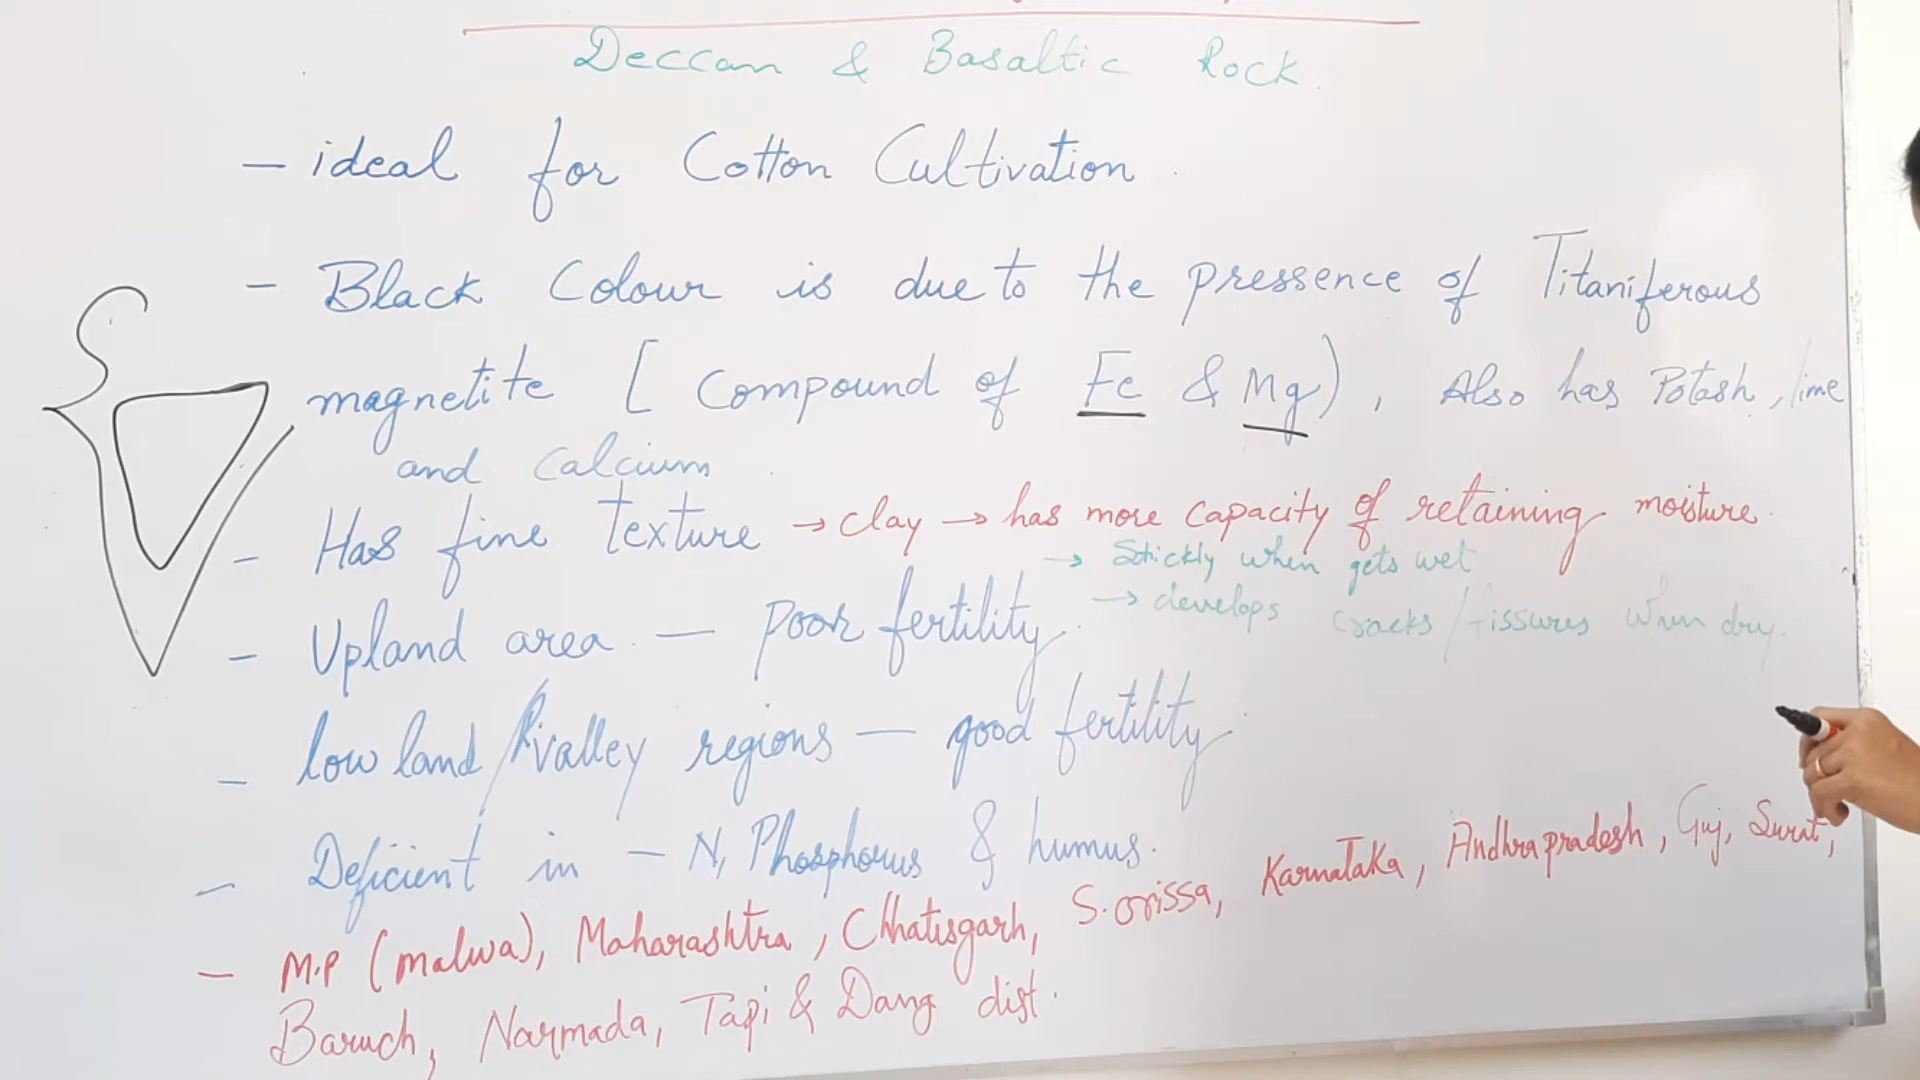 Deccan & Basaltic Rock.
- ideal for Cotton Cultivation.
- Black Colour is due to the pressence of Titaniferous
magnetite [Compound of Fe & Mg), Also has Potash, lime
and Calcium.
- Has fine Texture → clay → has more capacity of retaining moisture.
→ Stickly when gets wet
→ develops cracks/fissures when dry.
- Upland area - Poor fertility.
- low land/valley regions - good fertility.
- Deficient in - N, Phosphorus & humus.
- M.P (malwa), Maharashtra, Chhatisgarh, S. Orissa, Karnataka, Andhrapradesh, Guj, Surat,
Baruch, Narmada, Tapi & Dang dist.